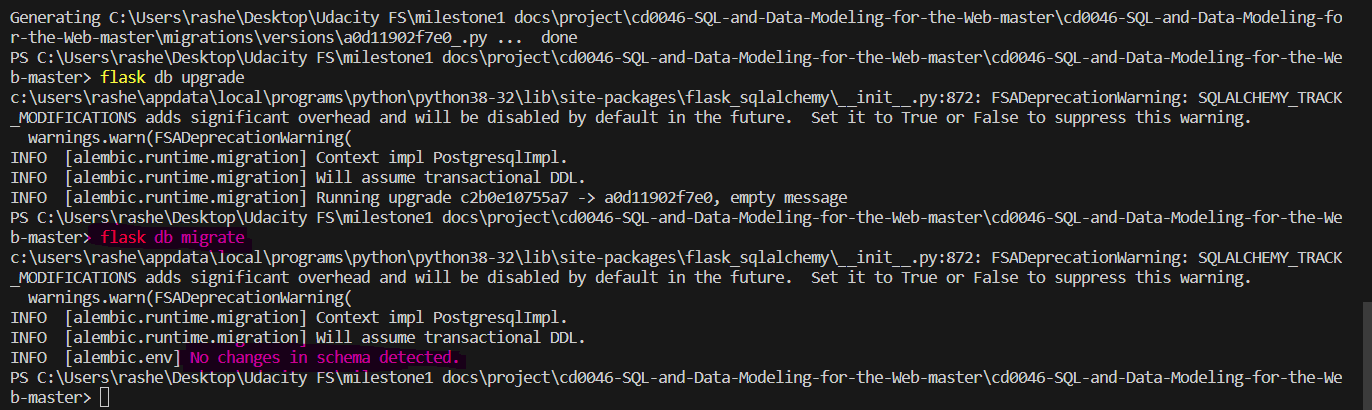 Generating C:\Users\rashe\Desktop\Udacity FS\milestone1 docs\project\cd0046-SQL-and-Data-Modeling-for-the-Web-master\cd0046-SQL-and-Data-Modeling-fo
r-the-Web-master\migrations\versions\a0d11902f7e0_.py ...  done
PS C:\Users\rashe\Desktop\Udacity FS\milestone1 docs\project\cd0046-SQL-and-Data-Modeling-for-the-Web-master\cd0046-SQL-and-Data-Modeling-for-the-We
b-master> flask db upgrade
c:\users\rashe\appdata\local\programs\python\python38-32\lib\site-packages\flask_sqlalchemy\__init__.py:872: FSADeprecationWarning: SQLALCHEMY_TRACK
_MODIFICATIONS adds significant overhead and will be disabled by default in the future.  Set it to True or False to suppress this warning.
  warnings.warn(FSADeprecationWarning(
INFO  [alembic.runtime.migration] Context impl PostgresqlImpl.
INFO  [alembic.runtime.migration] Will assume transactional DDL.
INFO  [alembic.runtime.migration] Running upgrade c2b0e10755a7 -> a0d11902f7e0, empty message
PS C:\Users\rashe\Desktop\Udacity FS\milestone1 docs\project\cd0046-SQL-and-Data-Modeling-for-the-Web-master\cd0046-SQL-and-Data-Modeling-for-the-We
b-master> flask db migrate
c:\users\rashe\appdata\local\programs\python\python38-32\lib\site-packages\flask_sqlalchemy\__init__.py:872: FSADeprecationWarning: SQLALCHEMY_TRACK
_MODIFICATIONS adds significant overhead and will be disabled by default in the future.  Set it to True or False to suppress this warning.
  warnings.warn(FSADeprecationWarning(
INFO  [alembic.runtime.migration] Context impl PostgresqlImpl.
INFO  [alembic.runtime.migration] Will assume transactional DDL.
INFO  [alembic.env] No changes in schema detected.
PS C:\Users\rashe\Desktop\Udacity FS\milestone1 docs\project\cd0046-SQL-and-Data-Modeling-for-the-Web-master\cd0046-SQL-and-Data-Modeling-for-the-We
b-master>